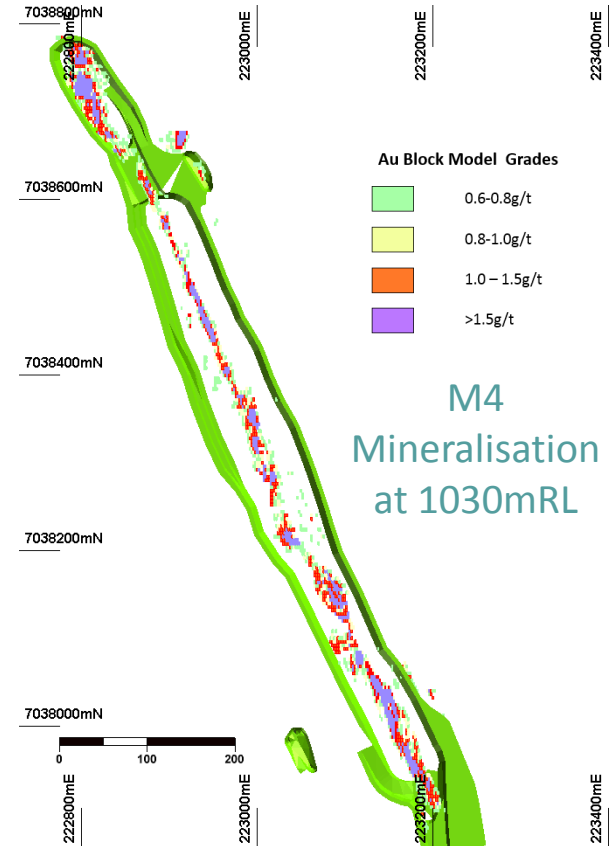 7038800mN
222800mE
223000mE
223200mE
223400mE
Au Block Model Grades
0.6-0.8g/t
0.8-1.0g/t
1.0 – 1.5g/t
>1.5g/t
7038600mN
7038400mN
M4
Mineralisation
at 1030mRL
7038200mN
7038000mN
0 100 200
222800mE
223000mE
223200mE
223400mE